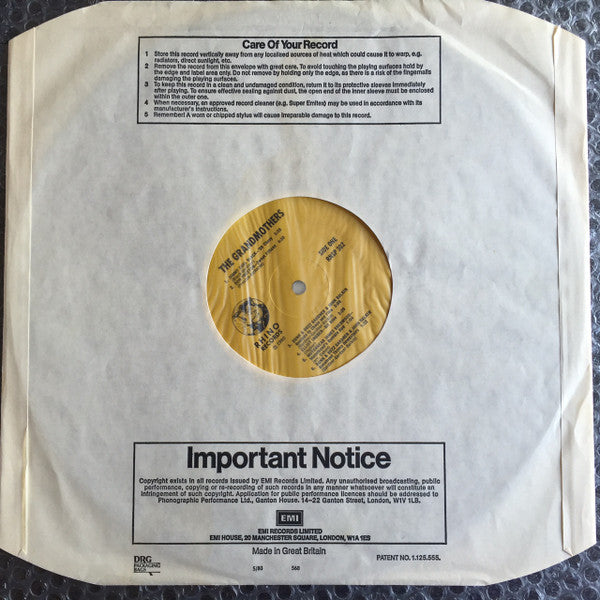 Care Of Your Record
1 Store this record vertically away from any localized sources of heat which could cause it to warp, e.g.
radiators, direct sunlight, etc.
2 Remove the record from this envelope with great care. To avoid touching the playing surfaces hold by
the edge and label area only. Do not remove by holding only the edge, as there is a risk of the fingernails
damaging the playing surfaces.
3 To keep this record in a clean and undamaged condition, return it to its protective sleeves immediately
after playing. To ensure effective sealing against dust, the open end of the inner sleeve must be enclosed
within the outer one.
4 When necessary, an approved record cleaner (e.g. Super Emitex) may be used in accordance with its
manufacturer's instructions.
5 Remember! A worn or chipped stylus will cause irreparable damage to this record.
THE GRANDMOTHERS
SIDE ONE
RNLP 302
RHINO
RECORDS
Important Notice
Copyright exists in all records issued by EMI Records Limited. Any unauthorised broadcasting, public
performance, copying or re-recording of such records in any manner whatsoever will constitute an
infringement of such copyright. Application for public performance licences should be addressed to
Phonographic Performance Ltd., Ganton House. 14–22 Ganton Street, London, W1V 1LB.
EMI
EMI RECORDS LIMITED
EMI HOUSE, 20 MANCHESTER SQUARE, LONDON, W1A 1ES
Made in Great Britain
PATENT NO. 1.125.555.
DRG
PACKAGING
BAGS
5/80 560